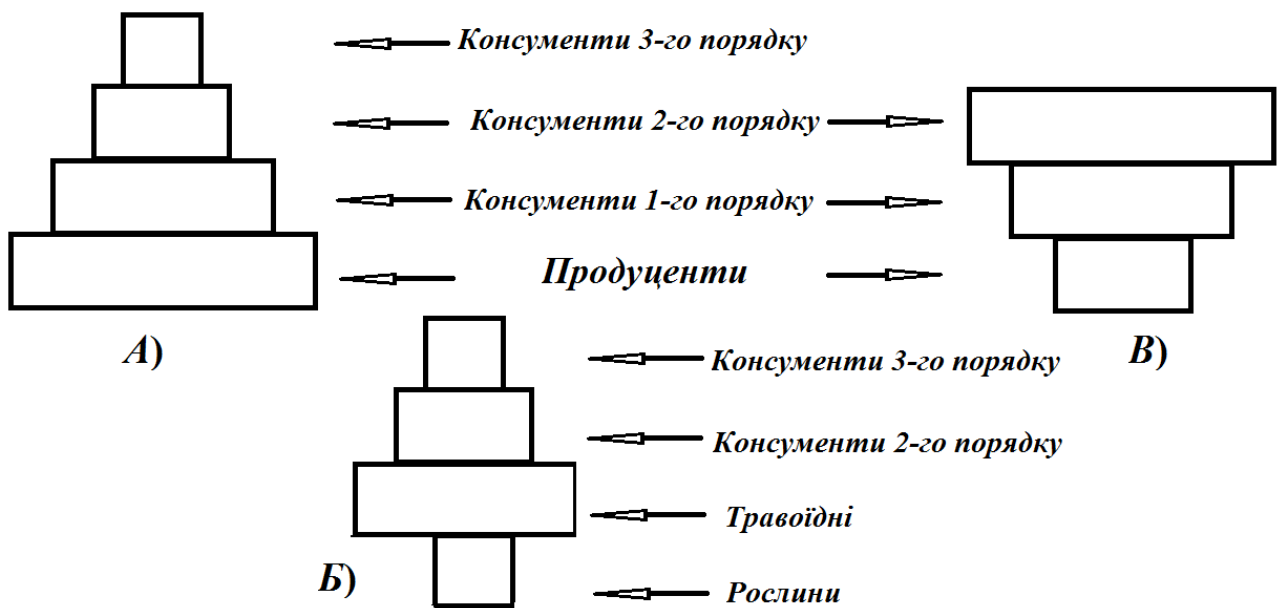 Консументи 3-го порядку
Консументи 2-го порядку
Консументи 1-го порядку
Продуценти
А)
В)
Консументи 3-го порядку
Консументи 2-го порядку
Травоїдні
Б)
Рослини